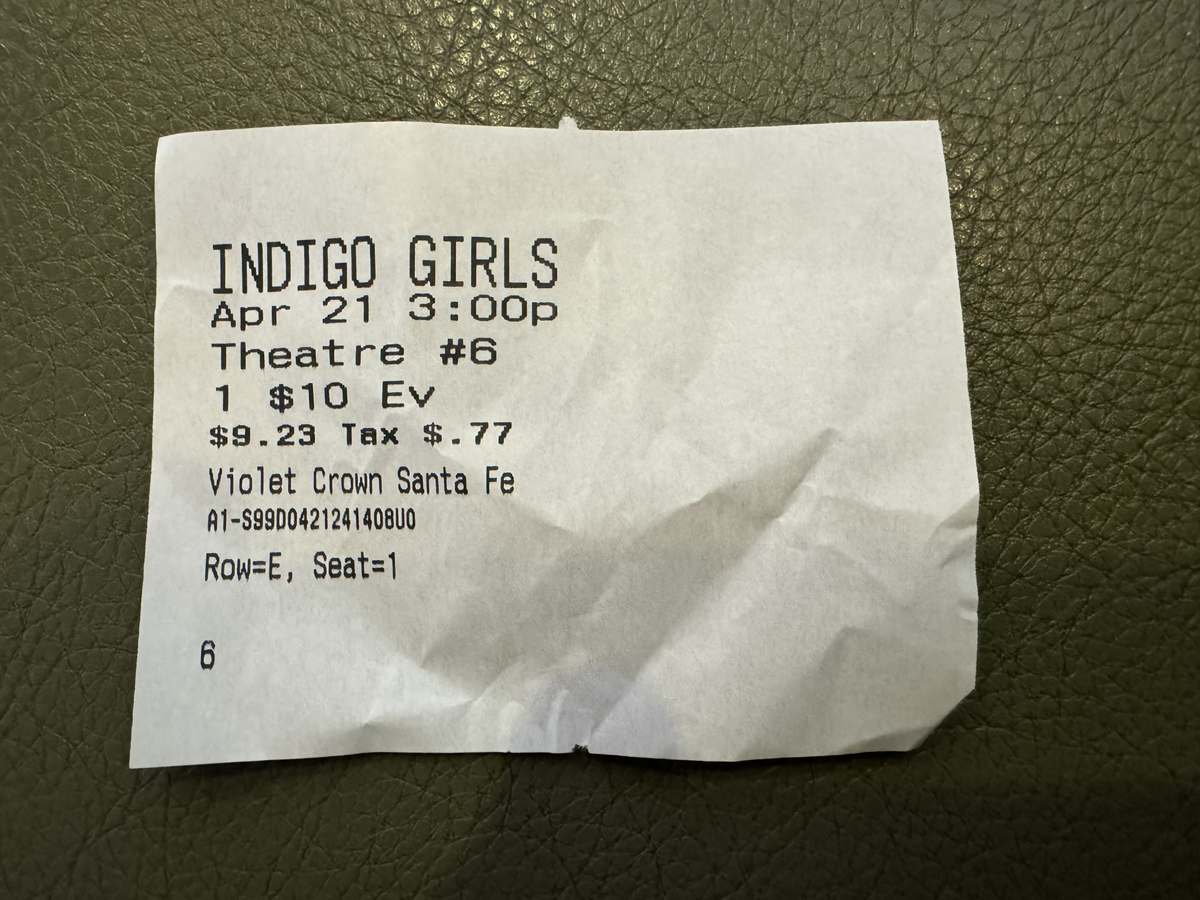 INDIGO GIRLS
Apr 21 3:00p
Theatre #6
1 $10 Ev
$9.23 Tax $.77
Violet Crown Santa Fe
A1-S99D0421241408U0
Row=E, Seat=1
6